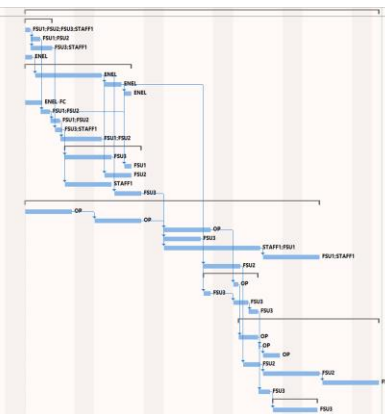 FSU1;FSU2;FSU3;STAFF1
FSU1;FSU2
FSU3;STAFF1
ENEL
ENEL
ENEL
ENEL
ENEL-FC
FSU1;FSU2
FSU1;FSU2
FSU3;STAFF1
FSU1;FSU2
FSU3
FSU1
FSU2
STAFF1
FSU3
OP
OP
OP
FSU3
STAFF1;FSU1
FSU1;STAFF1
FSU2
OP
FSU3
FSU3
FSU3
OP
OP
OP
FSU2
FSU2
FSU3
FSU3